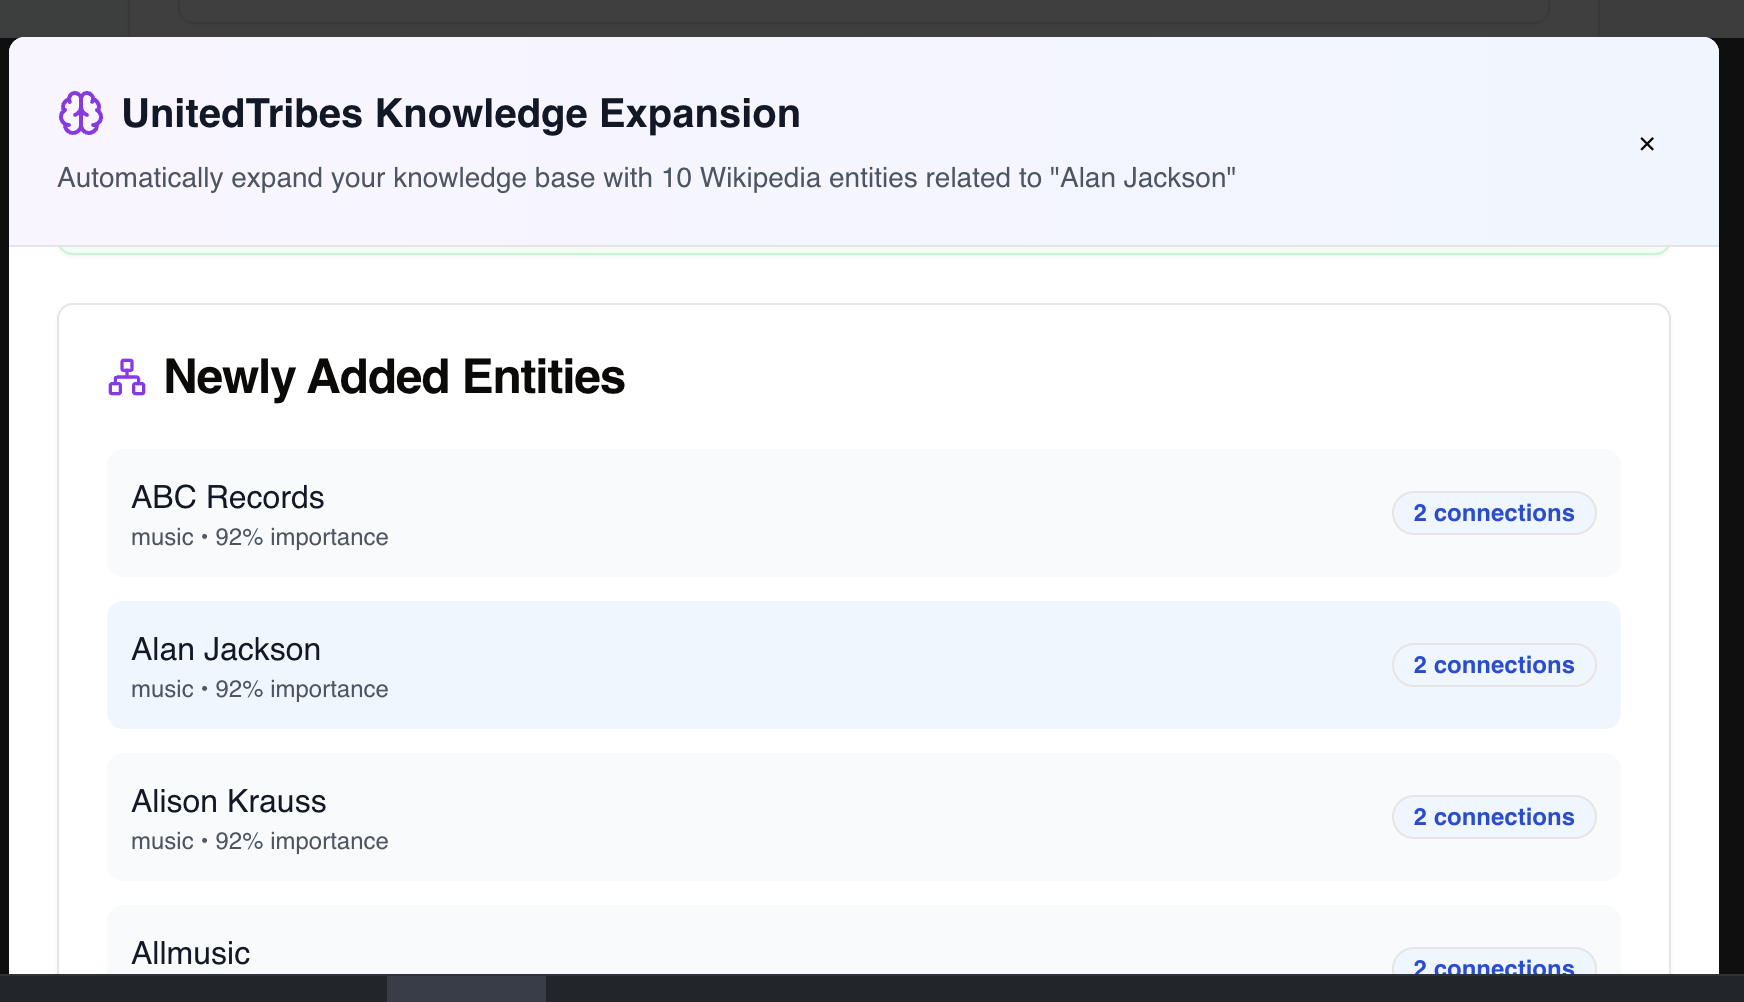 UnitedTribes Knowledge Expansion
Automatically expand your knowledge base with 10 Wikipedia entities related to "Alan Jackson"
×
Newly Added Entities
ABC Records
music • 92% importance
2 connections
Alan Jackson
music • 92% importance
2 connections
Alison Krauss
music • 92% importance
2 connections
Allmusic
2 connections